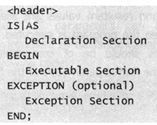 <header>
IS|AS
Declaration Section
BEGIN
Executable Section
EXCEPTION (optional)
Exception Section
END;